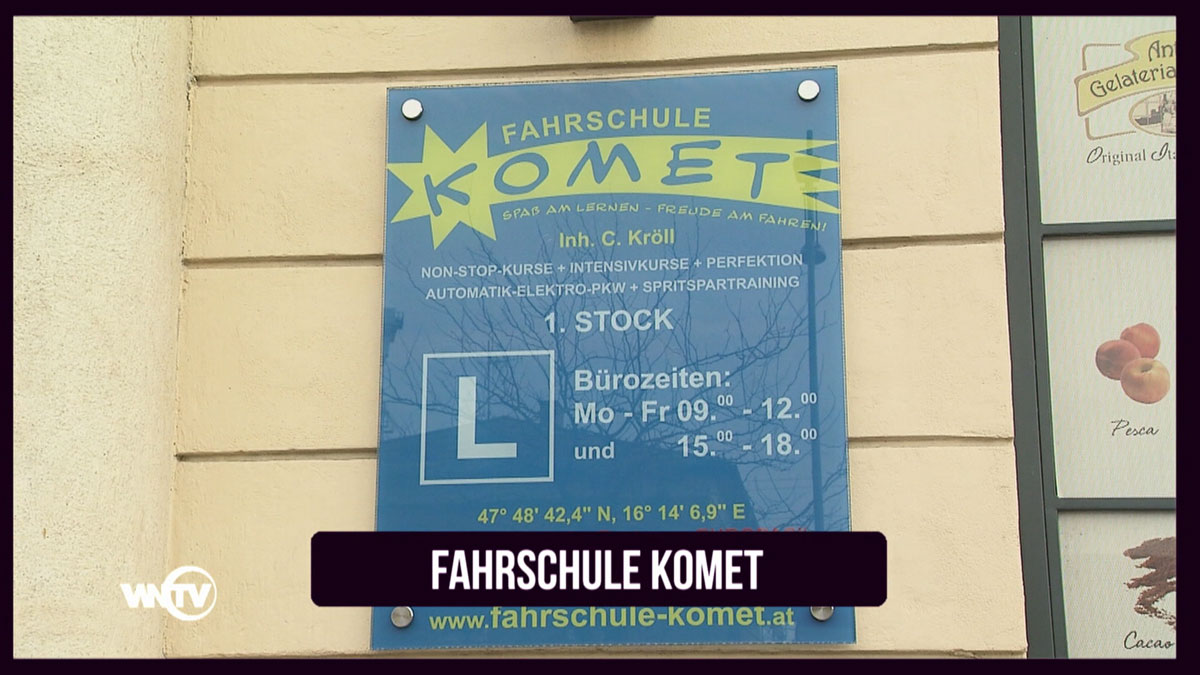 FAHRSCHULE
KOMET
SPAß AM LERNEN - FREUDE AM FAHREN!
Inh. C. Kröll
NON-STOP-KURSE + INTENSIVKURSE + PERFEKTION
AUTOMATIK-ELEKTRO-PKW + SPRITSPARTRAINING
1. STOCK
L
Bürozeiten:
Mo - Fr 09.00 - 12.00
und 15.00 - 18.00
47° 48' 42,4" N, 16° 14' 6,9" E
FAHRSCHULE KOMET
www.fahrschule-komet.at
WNTV
Gelateria
Original
Pesca
Cacao